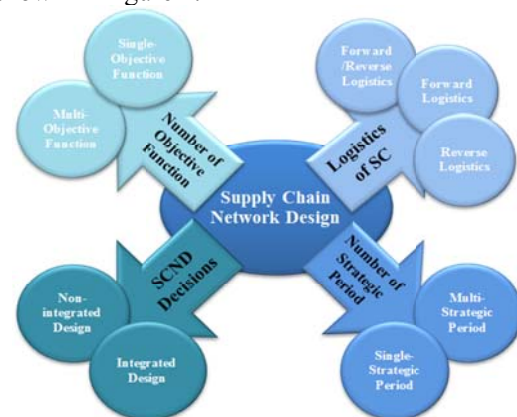 Single-
Objective
Function
Multi-
Objective
Function
Number of
Objective
Function
Forward
/Reverse
Logistics
Forward
Logistics
Reverse
Logistics
Logistics
of SC
Supply Chain
Network Design
SCND
Decisions
Non-
integrated
Design
Integrated
Design
Number of
Strategic
Period
Multi-
Strategic
Period
Single-
Strategic
Period